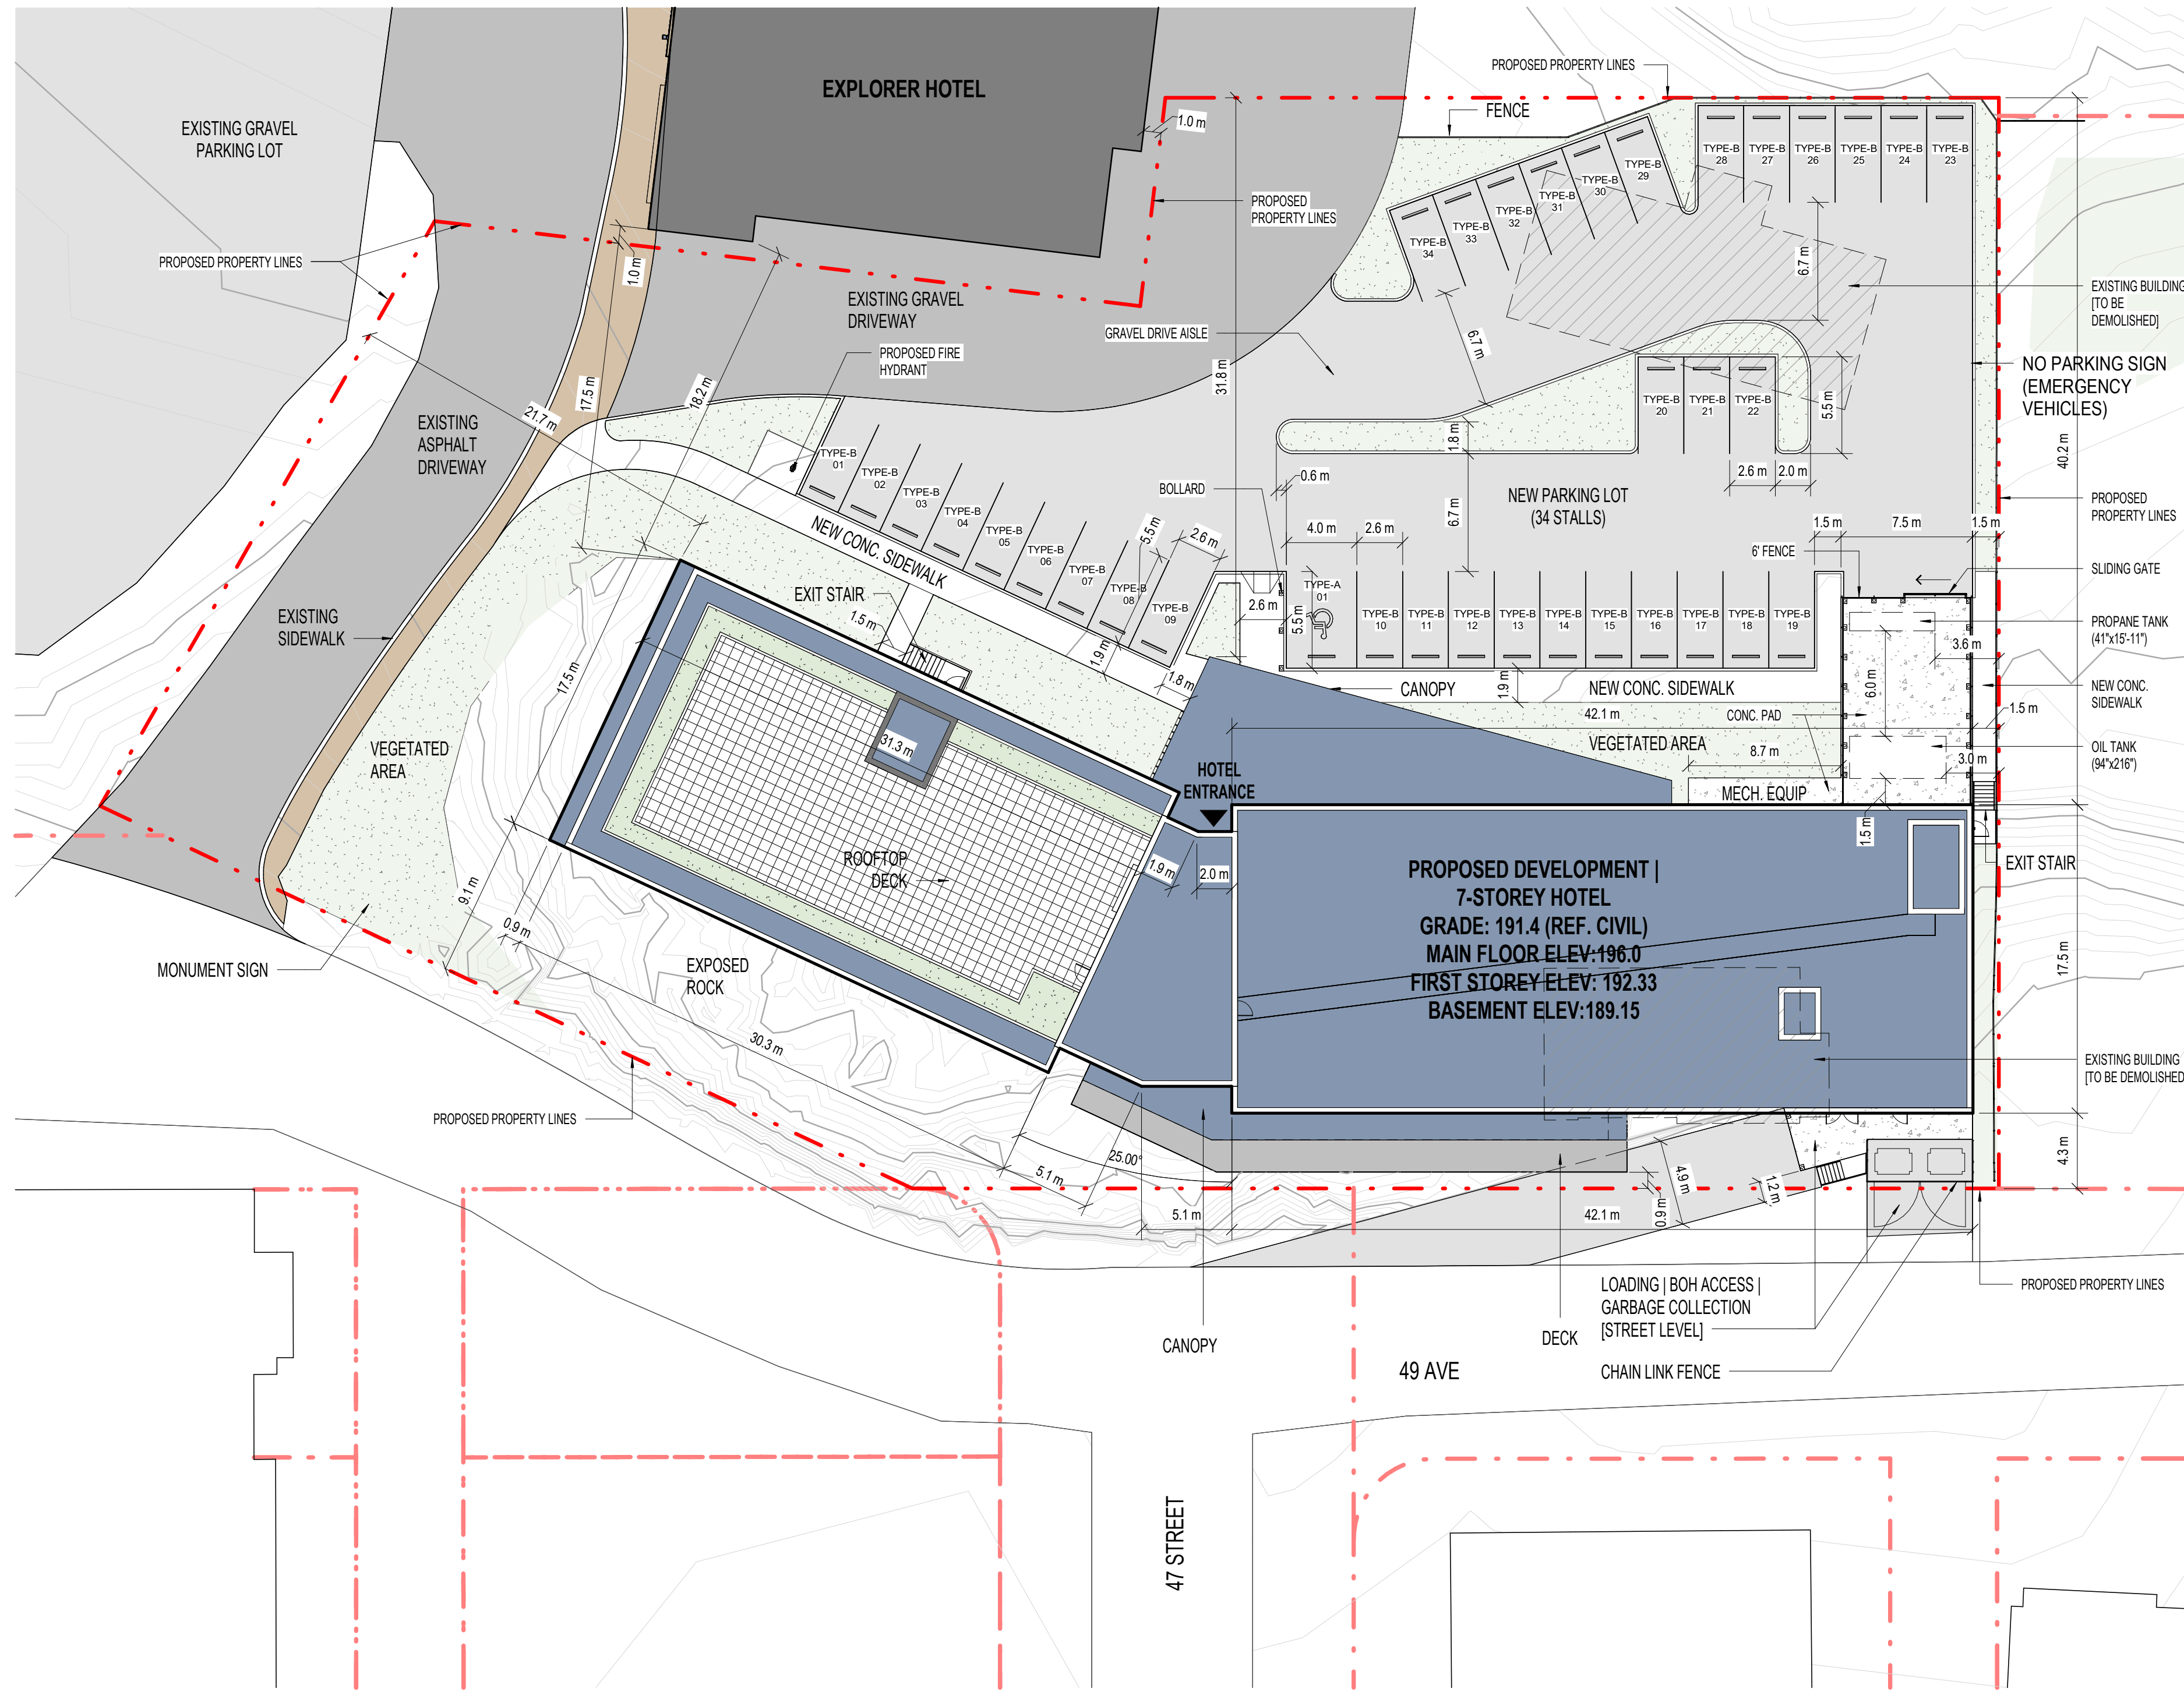 EXPLORER HOTEL
EXISTING GRAVEL
PARKING LOT
PROPOSED PROPERTY LINES
FENCE
1.0 m
PROPOSED
PROPERTY LINES
PROPOSED PROPERTY LINES
1.0 m
EXISTING GRAVEL
DRIVEWAY
GRAVEL DRIVE AISLE
PROPOSED FIRE
HYDRANT
TYPE-B
28
TYPE-B
27
TYPE-B
26
TYPE-B
25
TYPE-B
24
TYPE-B
23
TYPE-B
29
TYPE-B
30
TYPE-B
31
TYPE-B
32
TYPE-B
33
TYPE-B
34
6.7 m
6.7 m
EXISTING BUILDING
[TO BE
DEMOLISHED]
NO PARKING SIGN
(EMERGENCY
VEHICLES)
40.2 m
31.8 m
17.5 m
18.2 m
21.7 m
EXISTING
ASPHALT
DRIVEWAY
TYPE-B
20
TYPE-B
21
TYPE-B
22
5.5 m
1.8 m
2.6 m
2.0 m
0.6 m
BOLLARD
6.7 m
NEW PARKING LOT
(34 STALLS)
PROPOSED
PROPERTY LINES
4.0 m
2.6 m
1.5 m
7.5 m
1.5 m
6' FENCE
SLIDING GATE
TYPE-B
01
TYPE-B
02
TYPE-B
03
TYPE-B
04
TYPE-B
05
TYPE-B
06
TYPE-B
07
TYPE-B
08
TYPE-B
09
5.5 m
2.6 m
NEW CONC. SIDEWALK
EXIT STAIR
1.5 m
2.6 m
5.5 m
TYPE-A
01
TYPE-B
10
TYPE-B
11
TYPE-B
12
TYPE-B
13
TYPE-B
14
TYPE-B
15
TYPE-B
16
TYPE-B
17
TYPE-B
18
TYPE-B
19
PROPANE TANK
(41"x15'-11")
3.6 m
EXISTING
SIDEWALK
1.9 m
1.8 m
CANOPY
1.9 m
NEW CONC. SIDEWALK
6.0 m
NEW CONC.
SIDEWALK
1.5 m
42.1 m
CONC. PAD
17.5 m
VEGETATED
AREA
31.3 m
VEGETATED AREA
8.7 m
OIL TANK
(94"x216")
3.0 m
HOTEL
ENTRANCE
MECH. EQUIP
1.5 m
ROOFTOP
DECK
1.9 m
2.0 m
PROPOSED DEVELOPMENT |
7-STOREY HOTEL
GRADE: 191.4 (REF. CIVIL)
MAIN FLOOR ELEV:196.0
FIRST STOREY ELEV: 192.33
BASEMENT ELEV:189.15
EXIT STAIR
9.1 m
0.9 m
MONUMENT SIGN
EXPOSED
ROCK
17.5 m
30.3 m
EXISTING BUILDING
[TO BE DEMOLISHED
PROPOSED PROPERTY LINES
25.00°
5.1 m
5.1 m
4.9 m
1.2 m
0.9 m
42.1 m
4.3 m
LOADING | BOH ACCESS |
GARBAGE COLLECTION
[STREET LEVEL]
PROPOSED PROPERTY LINES
CANOPY
DECK
CHAIN LINK FENCE
49 AVE
47 STREET